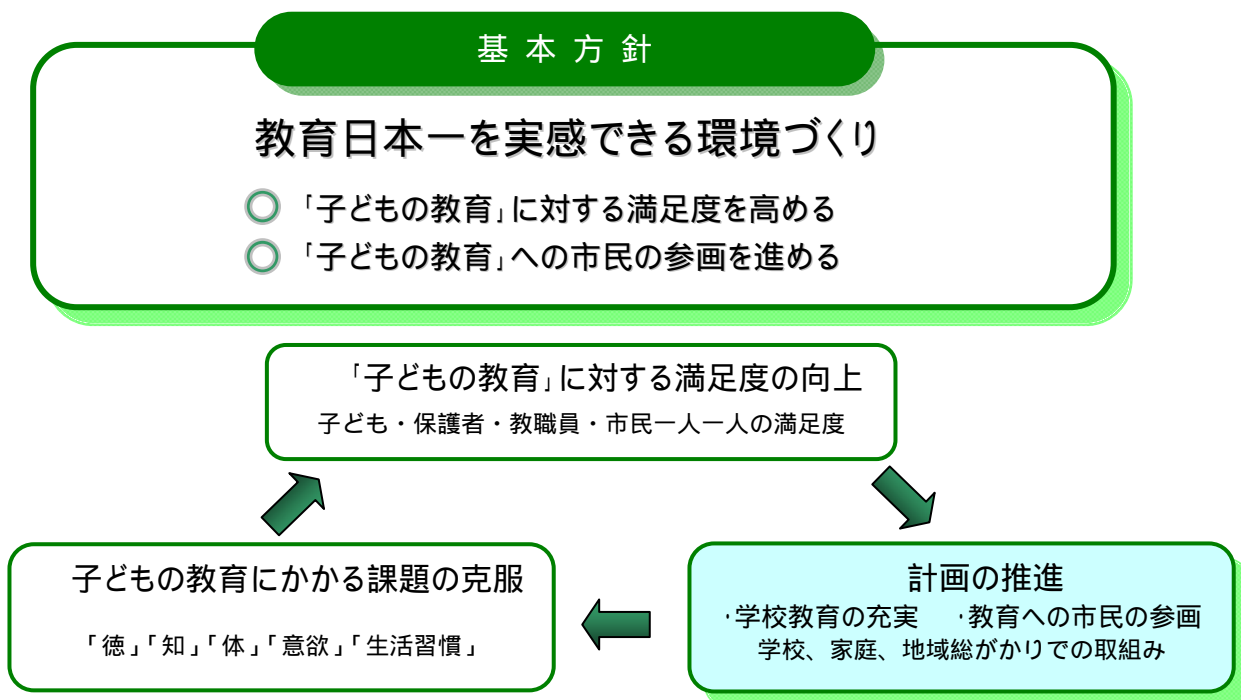 基本方針
教育日本一を実感できる環境づくり
◎ 「子どもの教育」に対する満足度を高める
◎ 「子どもの教育」への市民の参画を進める
「子どもの教育」に対する満足度の向上
子ども・保護者・教職員・市民一人一人の満足度
子どもの教育にかかる課題の克服
「徳」「知」「体」「意欲」「生活習慣」
計画の推進
・学校教育の充実　・教育への市民の参画
学校、家庭、地域総がかりでの取組み